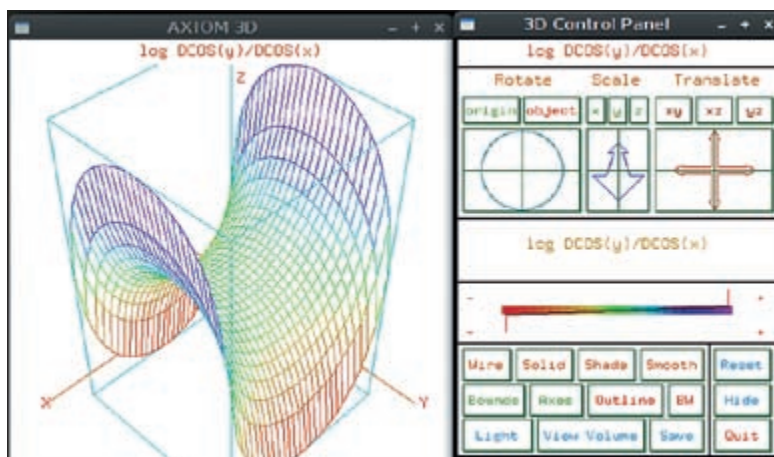 AXIOM 3D
log DCOS(y)/DCOS(x)
Z
X
Y
3D Control Panel
log DCOS(y)/DCOS(x)
Rotate Scale Translate
origin object x y z xy xz yz
log DCOS(y)/DCOS(x)
- +
- +
Wire Solid Shade Smooth Reset
Bounds Axes Outline BW Hide
Light View Volume Save Quit